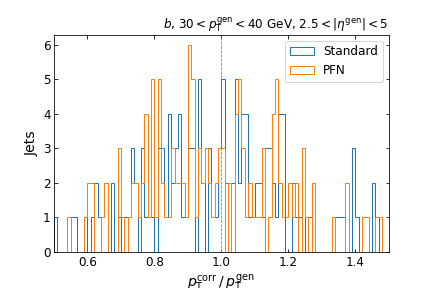 b, 30 < p_T^gen < 40 GeV, 2.5 < |η^gen| < 5
Standard
PFN
Jets
6
5
4
3
2
1
0
0.6 0.8 1.0 1.2 1.4
p_T^corr / p_T^gen